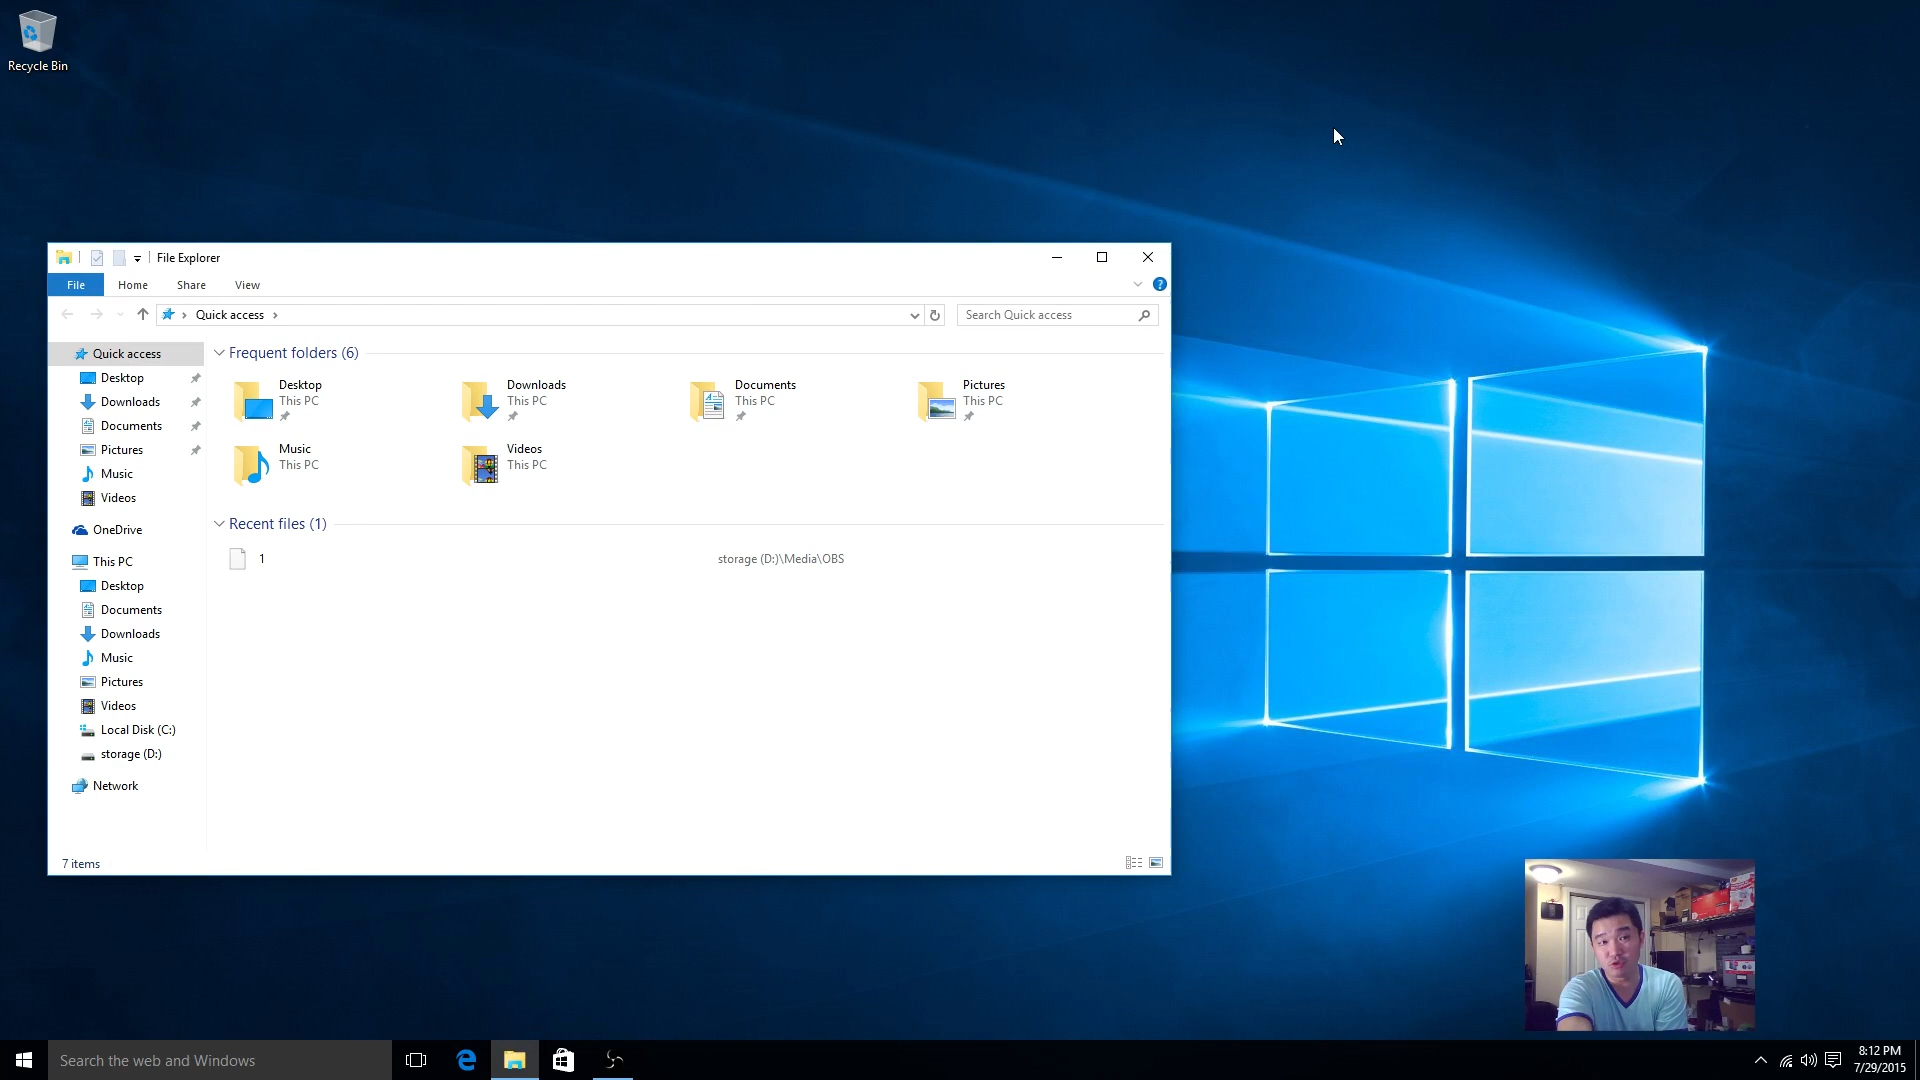 Recycle Bin
File Explorer
File Home Share View
Quick access
Search Quick access
Quick access
Desktop
Downloads
Documents
Pictures
Music
Videos
OneDrive
This PC
Desktop
Documents
Downloads
Music
Pictures
Videos
Local Disk (C:)
storage (D:)
Network
Frequent folders (6)
Desktop
This PC
Downloads
This PC
Documents
This PC
Pictures
This PC
Music
This PC
Videos
This PC
Recent files (1)
1 storage (D:)\Media\OBS
7 items
Search the web and Windows
8:12 PM
7/29/2015